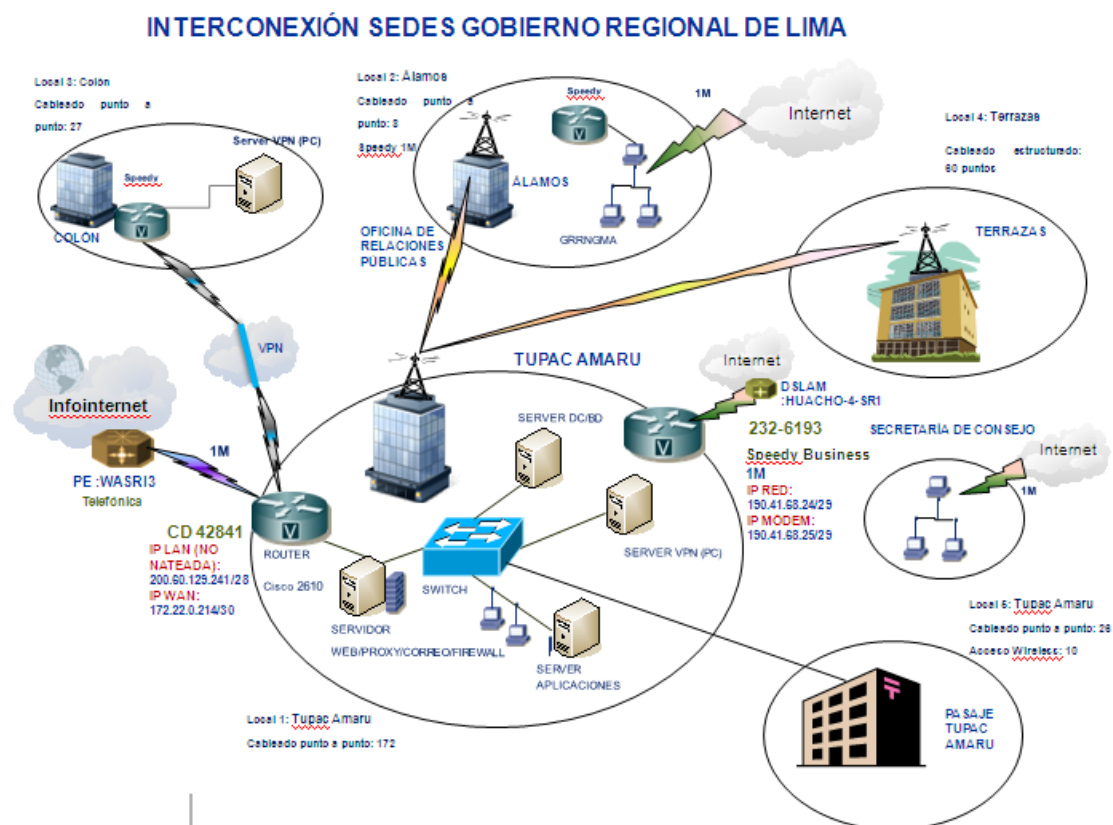 INTERCONEXIÓN SEDES GOBIERNO REGIONAL DE LIMA
Local 3: Colón
Cableado punto a
punto: 27
Server VPN (PC)
Speedy
COLÓN
Local 2: Álamos
Cableado punto a
punto: 3
Speedy 1M
Speedy
1M
Internet
ÁLAMOS
GRRNGMA
OFICINA DE
RELACIONES
PÚBLICAS
Local 4: Terrazas
Cableado estructurado:
60 puntos
TERRAZAS
VPN
Infointernet
1M
PE :WASRI3
Telefónica
TUPAC AMARU
Internet
DSLAM
:HUACHO-4-SR1
232-6193
Speedy Business
1M
IP RED:
190.41.68.24/29
IP MODEM:
190.41.68.25/29
SECRETARÍA DE CONSEJO
Internet
1M
SERVER DC/BD
SERVER VPN (PC)
CD 42841
IP LAN (NO
NATEADA):
200.60.129.241/28
IP WAN:
172.22.0.214/30
ROUTER
Cisco 2610
SWITCH
SERVIDOR
WEB/PROXY/CORREO/FIREWALL
SERVER
APLICACIONES
Local 5: Tupac Amaru
Cableado punto a punto: 26
Acceso Wireless: 10
Local 1: Tupac Amaru
Cableado punto a punto: 172
PASAJE
TUPAC
AMARU